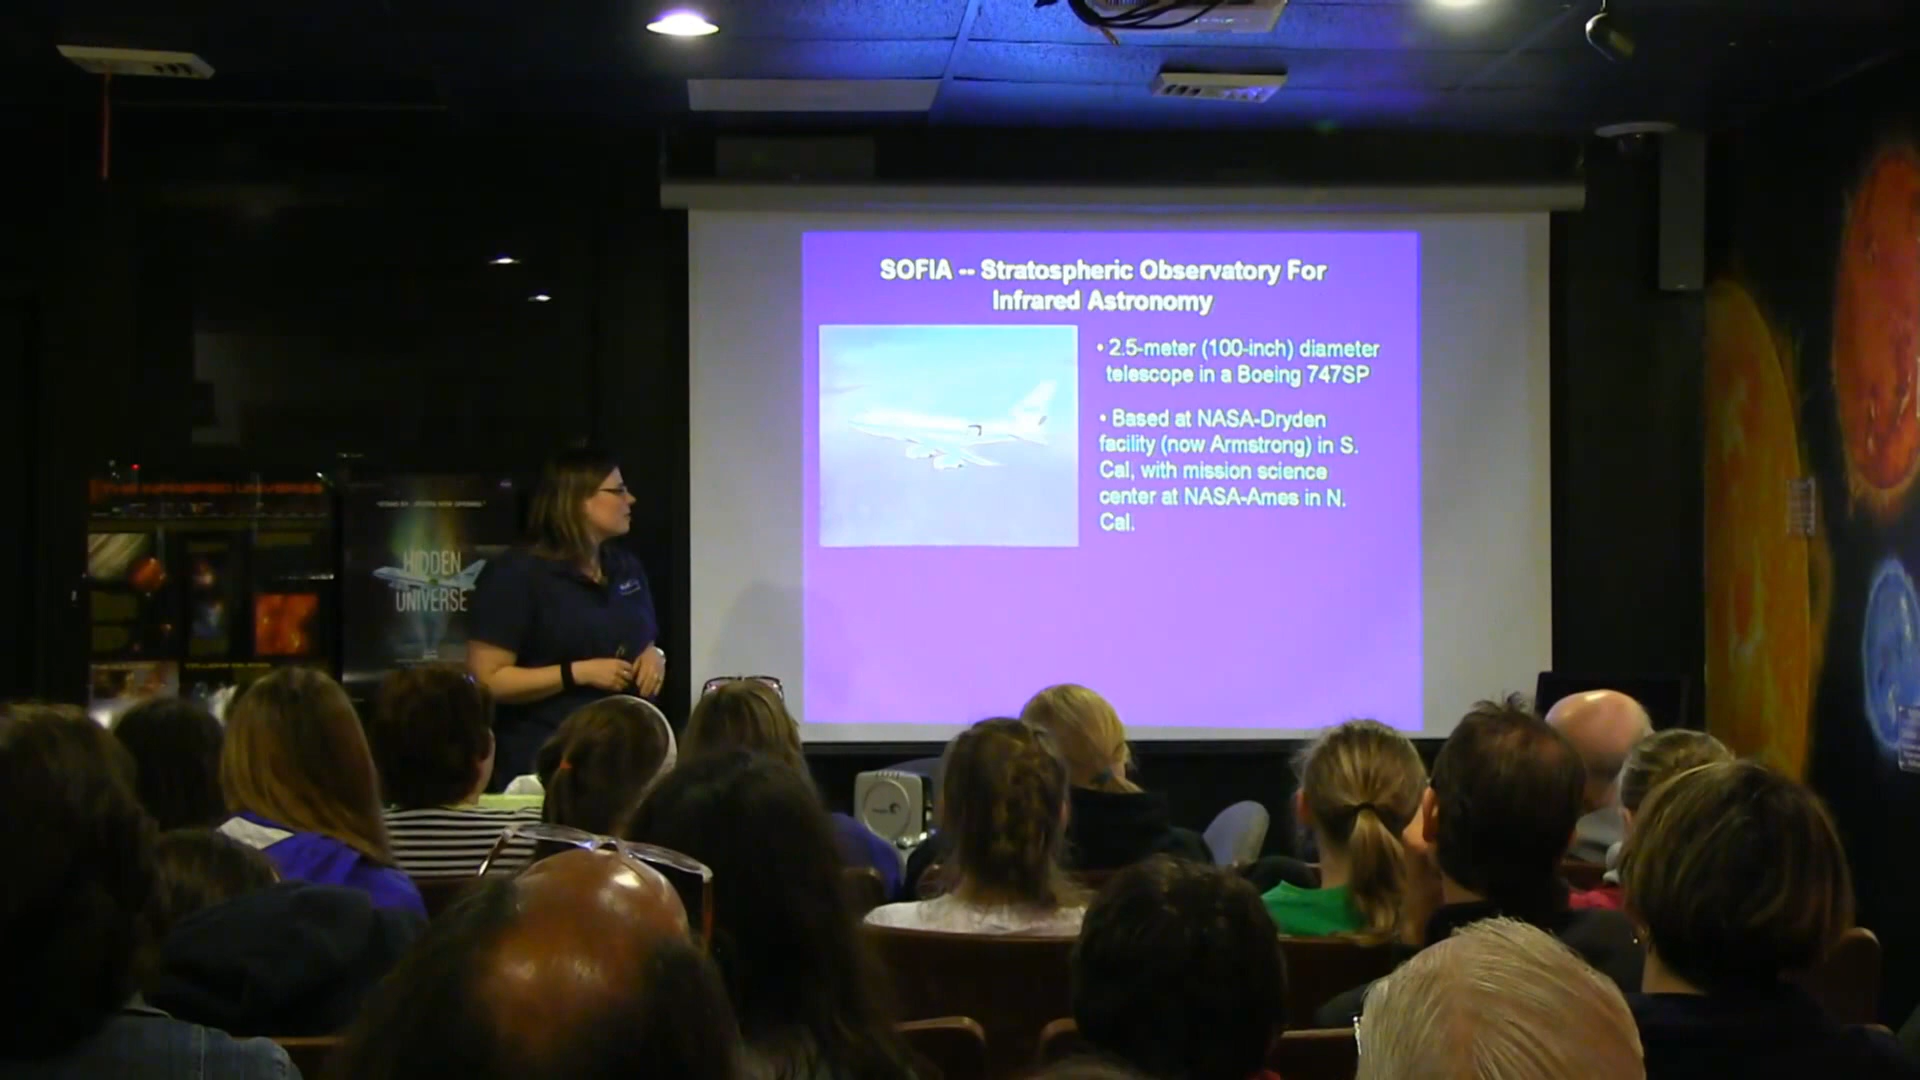 SOFIA -- Stratospheric Observatory For
Infrared Astronomy
• 2.5-meter (100-inch) diameter
telescope in a Boeing 747SP
• Based at NASA-Dryden
facility (now Armstrong) in S.
Cal, with mission science
center at NASA-Ames in N.
Cal.
HIDDEN
UNIVERSE